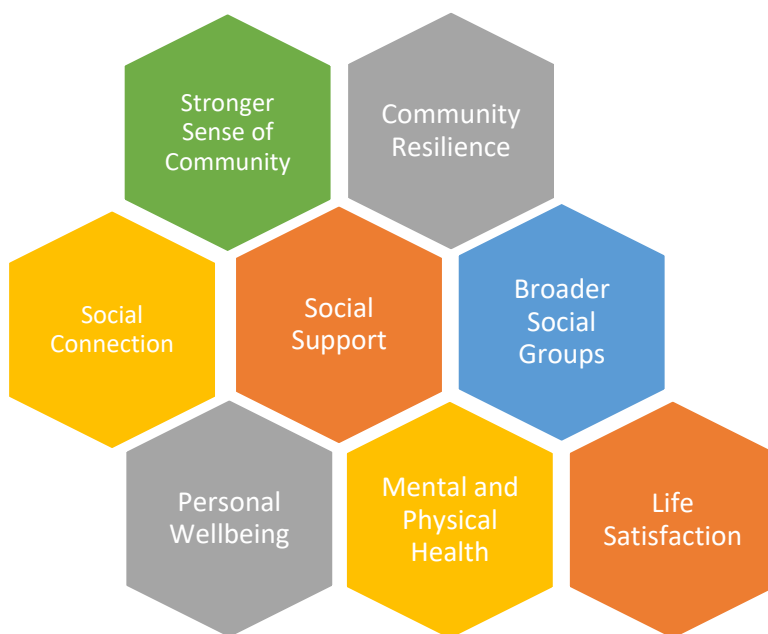 Stronger
Sense of
Community
Community
Resilience
Social
Connection
Social
Support
Broader
Social
Groups
Personal
Wellbeing
Mental and
Physical
Health
Life
Satisfaction